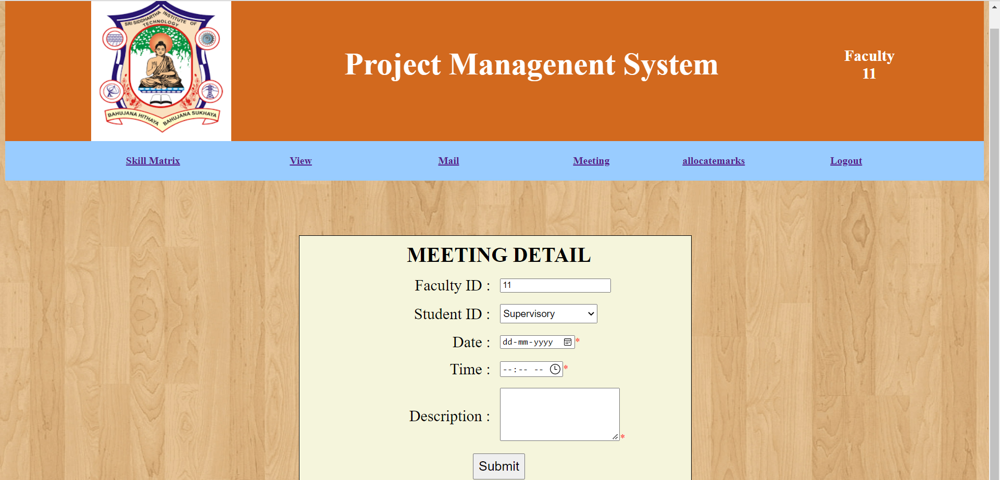 SRI SIDDHARTHA INSTITUTE OF
TECHNOLOGY
BAHUJANA HITHAYA BAHUJANA SUKHAYA
Project Managenent System
Faculty
11
Skill Matrix View Mail Meeting allocatemarks Logout
MEETING DETAIL
Faculty ID : 11
Student ID : Supervisory
Date : dd-mm-yyyy *
Time : --:-- -- *
Description : *
Submit